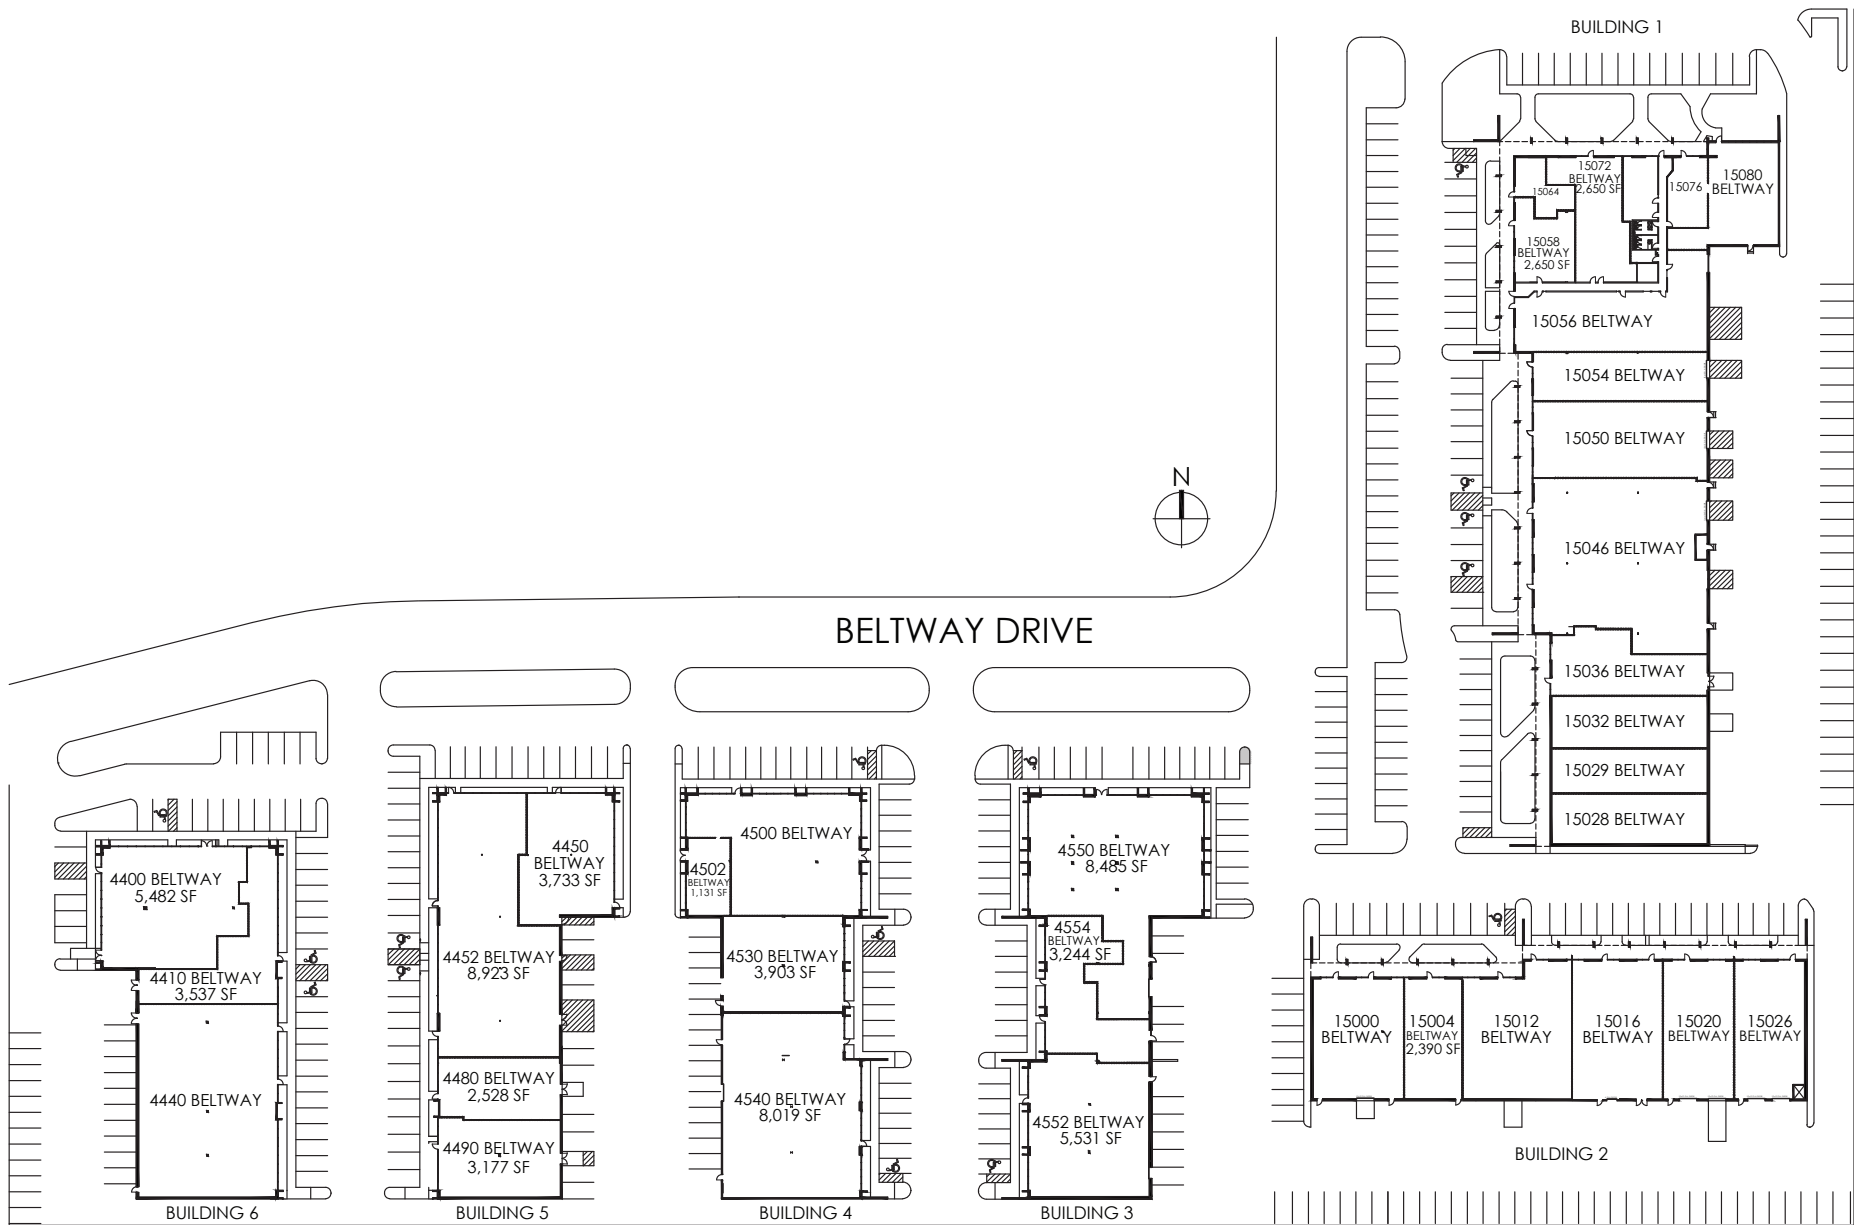 BUILDING 1
15072
BELTWAY
2,650 SF
15064
15076
15080
BELTWAY
15058
BELTWAY
2,650 SF
15056 BELTWAY
15054 BELTWAY
15050 BELTWAY
N
15046 BELTWAY
BELTWAY DRIVE
15036 BELTWAY
15032 BELTWAY
15029 BELTWAY
15028 BELTWAY
4400 BELTWAY
5,482 SF
4410 BELTWAY
3,537 SF
4440 BELTWAY
BUILDING 6
4450
BELTWAY
3,733 SF
4452 BELTWAY
8,923 SF
4480 BELTWAY
2,528 SF
4490 BELTWAY
3,177 SF
BUILDING 5
4500 BELTWAY
4502
BELTWAY
1,131 SF
4530 BELTWAY
3,903 SF
4540 BELTWAY
8,019 SF
BUILDING 4
4550 BELTWAY
8,485 SF
4554
BELTWAY
3,244 SF
4552 BELTWAY
5,531 SF
BUILDING 3
15000
BELTWAY
15004
BELTWAY
2,390 SF
15012
BELTWAY
15016
BELTWAY
15020
BELTWAY
15026
BELTWAY
BUILDING 2